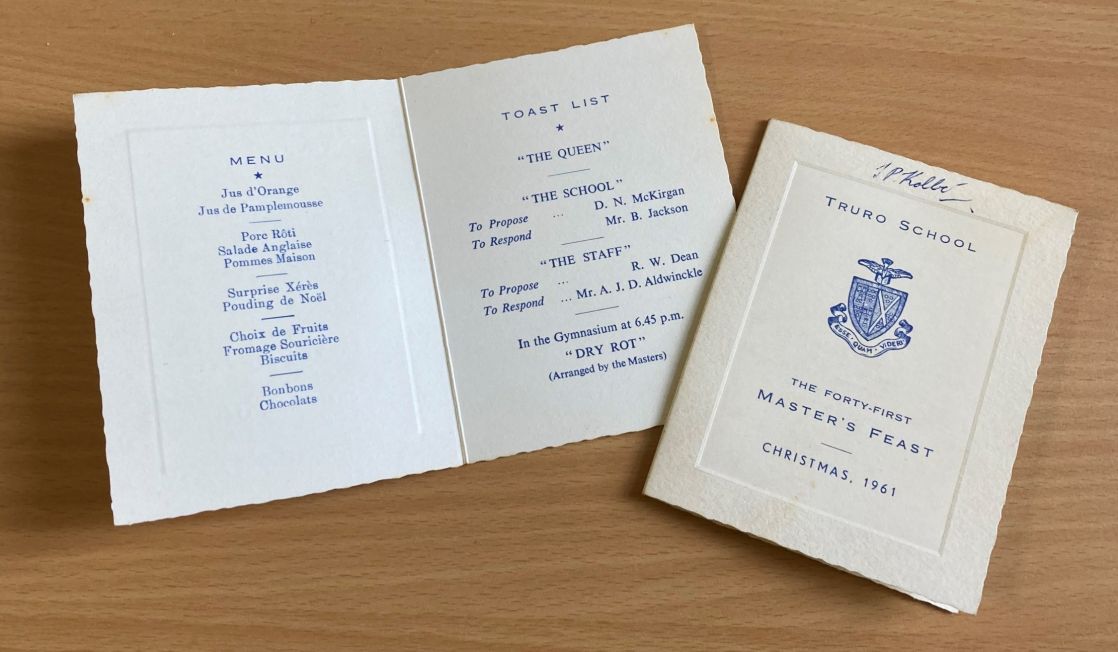 MENU
Jus d'Orange
Jus de Pamplemousse
Porc Rôti
Salade Anglaise
Pommes Maison
Surprise Xérès
Pouding de Noël
Choix de Fruits
Fromage Souricière
Biscuits
Bonbons
Chocolats
TOAST LIST
"THE QUEEN"
"THE SCHOOL"
To Propose ... D. N. McKirgan
To Respond Mr. B. Jackson
"THE STAFF"
To Propose ... R. W. Dean
To Respond ... Mr. A. J. D. Aldwinckle
In the Gymnasium at 6.45 p.m.
"DRY ROT"
(Arranged by the Masters)
TRURO SCHOOL
ESSE · QUAM · VIDERI
THE FORTY-FIRST
MASTER'S FEAST
CHRISTMAS, 1961